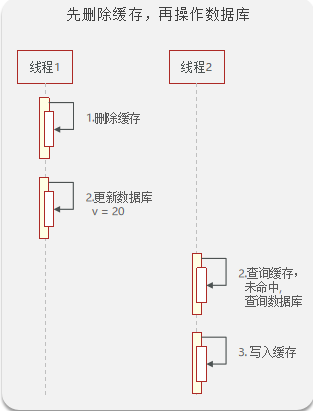 先删除缓存，再操作数据库
线程1
线程2
1.删除缓存
2.更新数据库
v = 20
2.查询缓存，
未命中,
查询数据库
3. 写入缓存